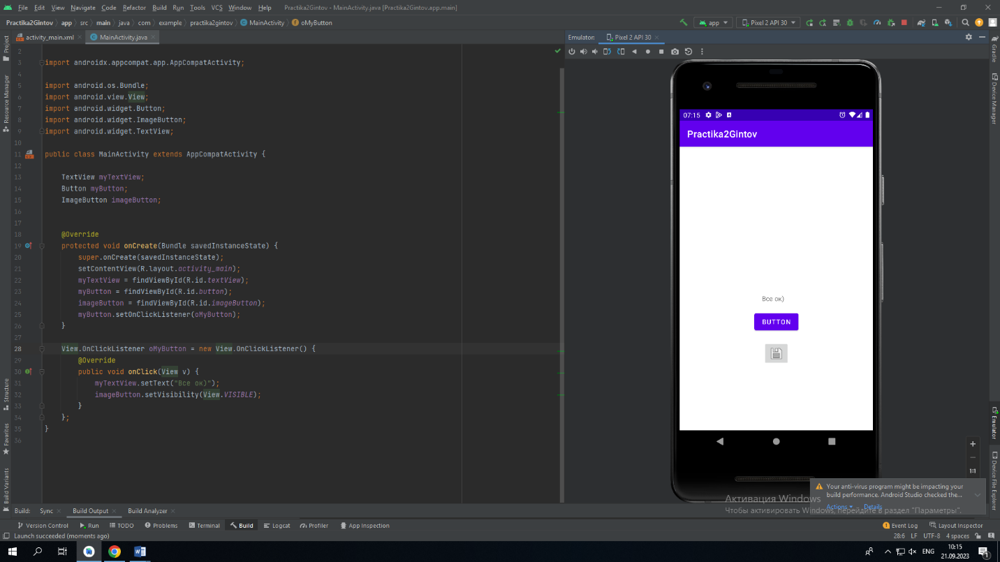 File Edit View Navigate Code Refactor Build Run Tools VCS Window Help Practika2Gintov - MainActivity.java [Practika2Gintov.app.main]
Practika2Gintov app src main java com example practika2gintov MainActivity oMyButton
app Pixel 2 API 30
activity_main.xml MainActivity.java
Emulator: Pixel 2 API 30
2
3 import androidx.appcompat.app.AppCompatActivity;
4
5 import android.os.Bundle;
6 import android.view.View;
7 import android.widget.Button;
8 import android.widget.ImageButton;
9 import android.widget.TextView;
10
11 public class MainActivity extends AppCompatActivity {
12
13 TextView myTextView;
14 Button myButton;
15 ImageButton imageButton;
16
17
18 @Override
19 protected void onCreate(Bundle savedInstanceState) {
20 super.onCreate(savedInstanceState);
21 setContentView(R.layout.activity_main);
22 myTextView = findViewById(R.id.textView);
23 myButton = findViewById(R.id.button);
24 imageButton = findViewById(R.id.imageButton);
25 myButton.setOnClickListener(oMyButton);
26 }
27
28 View.OnClickListener oMyButton = new View.OnClickListener() {
29 @Override
30 public void onClick(View v) {
31 myTextView.setText("Все ок)");
32 imageButton.setVisibility(View.VISIBLE);
33 }
34 };
35 }
36
Project
Resource Manager
Structure
Favorites
Build Variants
07:15
Practika2Gintov
Все ок)
BUTTON
Gradle
Device Manager
Emulator
Device File Explorer
1:1
Your anti-virus program might be impacting your
build performance. Android Studio checked the...
Actions Details
Активация Windows
Чтобы активировать Windows, перейдите в раздел "Параметры".
Build: Sync Build Output Build Analyzer
Version Control Run TODO Problems Terminal Build Logcat Profiler App Inspection
1 Event Log Layout Inspector
Launch succeeded (moments ago)
28:6 LF UTF-8 4 spaces
ENG
10:15
21.09.2023
1